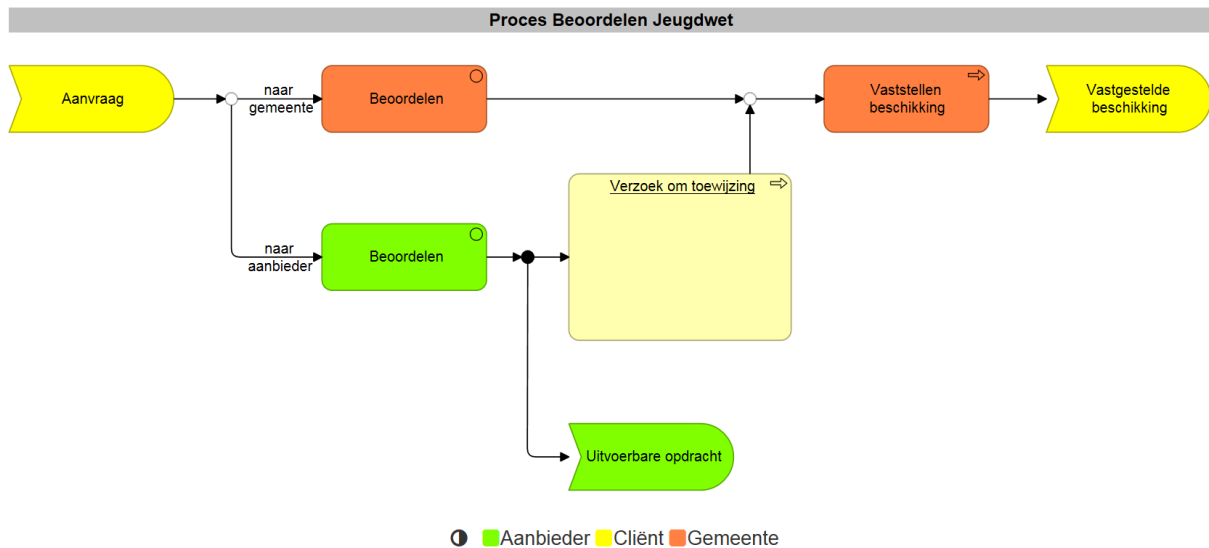 Proces Beoordelen Jeugdwet
Aanvraag
naar
gemeente
Beoordelen
Vaststellen
beschikking
Vastgestelde
beschikking
Verzoek om toewijzing
naar
aanbieder
Beoordelen
Uitvoerbare opdracht
Aanbieder Cliënt Gemeente